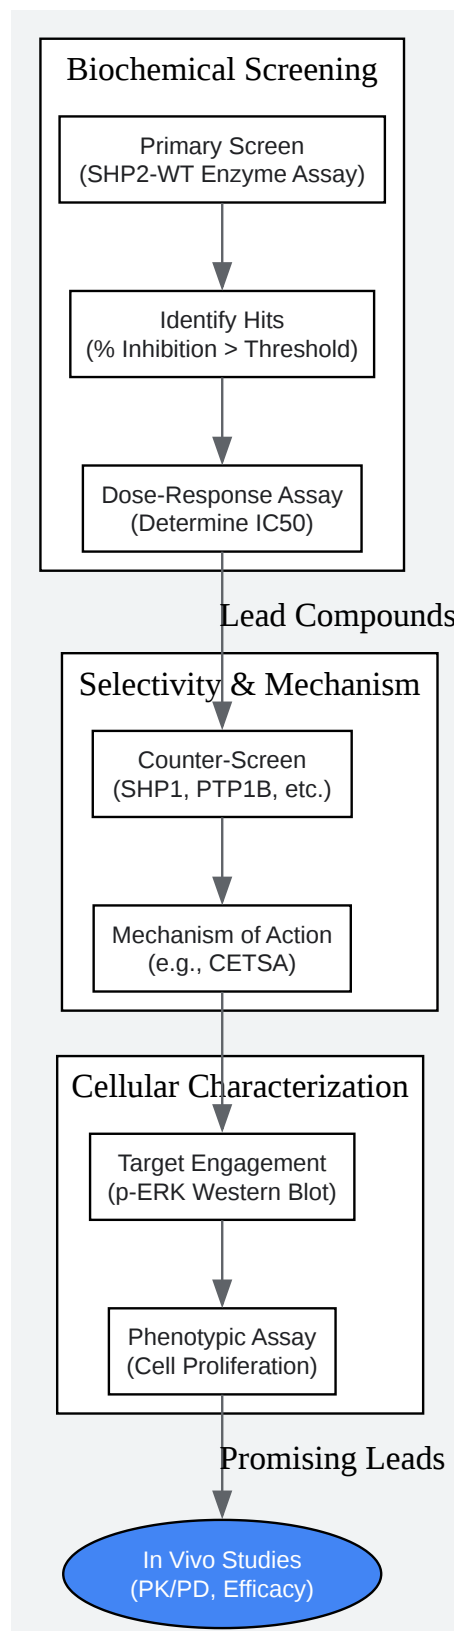 Biochemical Screening
Primary Screen
(SHP2-WT Enzyme Assay)
Identify Hits
(% Inhibition > Threshold)
Dose-Response Assay
(Determine IC50)
Lead Compounds
Selectivity & Mechanism
Counter-Screen
(SHP1, PTP1B, etc.)
Mechanism of Action
(e.g., CETSA)
Cellular Characterization
Target Engagement
(p-ERK Western Blot)
Phenotypic Assay
(Cell Proliferation)
Promising Leads
In Vivo Studies
(PK/PD, Efficacy)